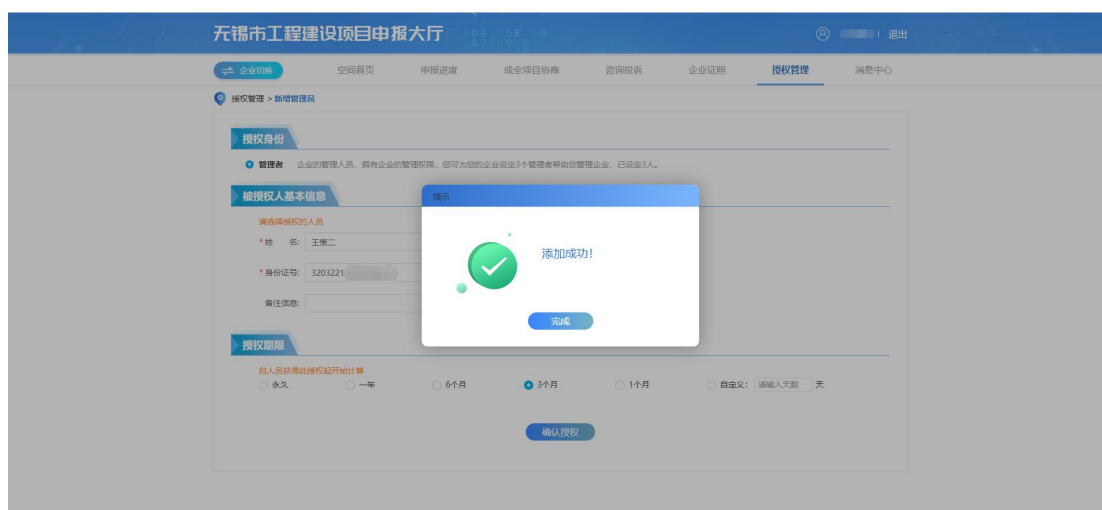 无锡市工程建设项目申报大厅
退出
企业切换 空间首页 申报进度 成全项目协商 咨询投诉 企业证照 授权管理 消息中心
授权管理 > 新增管理员
授权身份
管理者 企业的管理人员，拥有企业的管理权限，您可为您的企业设定3个管理者帮助您管理企业，已设定3人。
被授权人基本信息
提示
请选择授权的人员
*姓 名: 王策二
添加成功!
*身份证号: 3203221
备注信息:
完成
授权期限
自人员获得此授权起开始计算
永久 一年 6个月 3个月 1个月 自定义: 请输入天数 天
确认授权